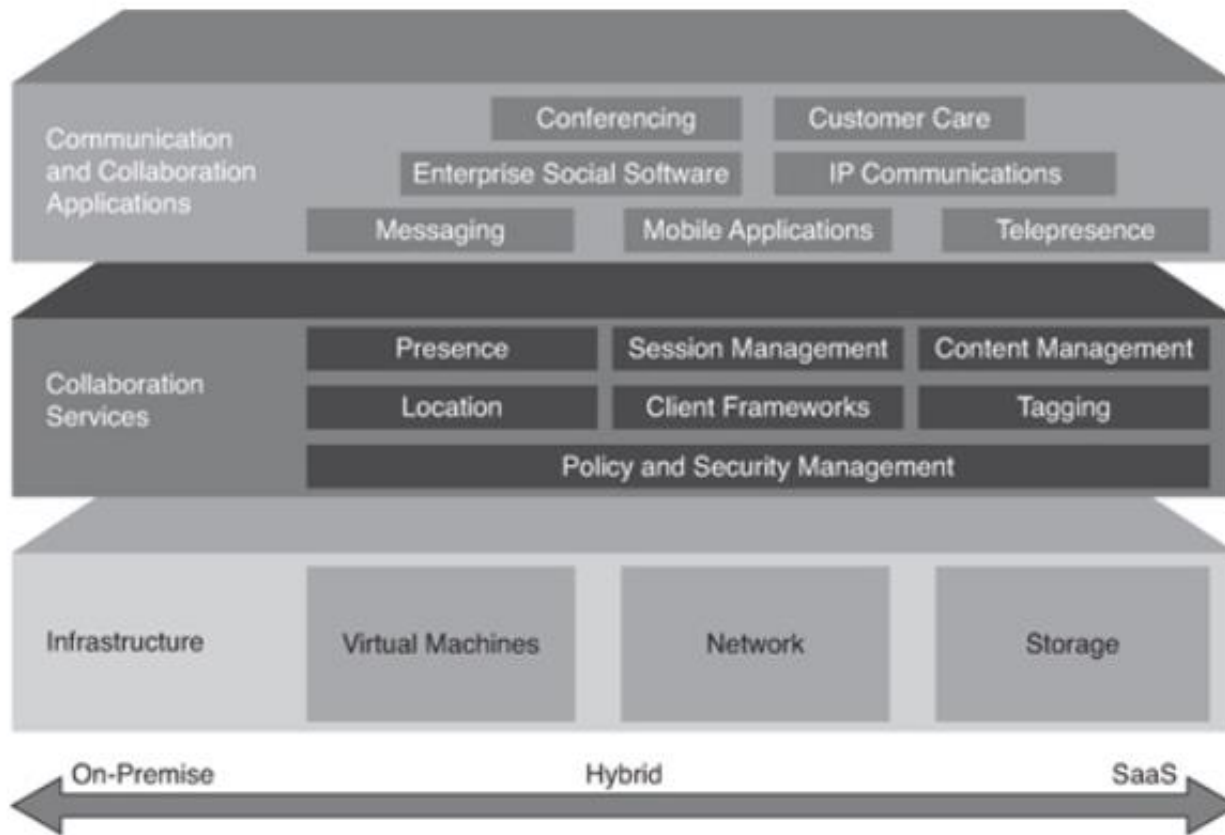 Conferencing
Customer Care
Communication
and Collaboration
Applications
Enterprise Social Software
IP Communications
Messaging
Mobile Applications
Telepresence
Presence
Session Management
Content Management
Collaboration
Services
Location
Client Frameworks
Tagging
Policy and Security Management
Infrastructure
Virtual Machines
Network
Storage
On-Premise
Hybrid
SaaS